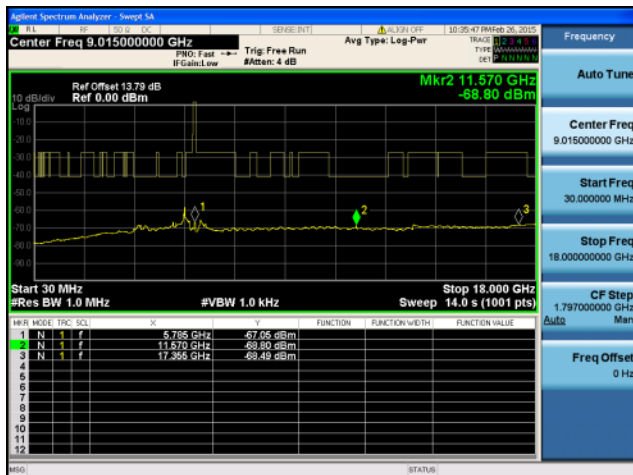 Agilent Spectrum Analyzer - Swept SA
RL RF 50 Ω DC SENSE:INT ALIGN OFF 10:35:47 PM Feb 26, 2015
Center Freq 9.015000000 GHz
PNO: Fast
IFGain:Low
Trig: Free Run
#Atten: 4 dB
Avg Type: Log-Pwr
TRACE 1 2 3 4 5 6
TYPE
DET P N N N N N
Ref Offset 13.79 dB
10 dB/div Ref 0.00 dBm
Log
Mkr2 11.570 GHz
-68.80 dBm
-10.0
-20.0
-30.0
-40.0
-50.0
-60.0
-70.0
-80.0
-90.0
1
2
3
Start 30 MHz Stop 18.000 GHz
#Res BW 1.0 MHz #VBW 1.0 kHz Sweep 14.0 s (1001 pts)
MKR MODE TRC SCL X Y FUNCTION FUNCTION WIDTH FUNCTION VALUE
1 N 1 f 5.785 GHz -67.05 dBm
2 N 1 f 11.570 GHz -68.80 dBm
3 N 1 f 17.355 GHz -68.49 dBm
4
5
6
7
8
9
10
11
12
MSG STATUS
Frequency
Auto Tune
Center Freq
9.015000000 GHz
Start Freq
30.000000 MHz
Stop Freq
18.000000000 GHz
CF Step
1.797000000 GHz
Auto Man
Freq Offset
0 Hz